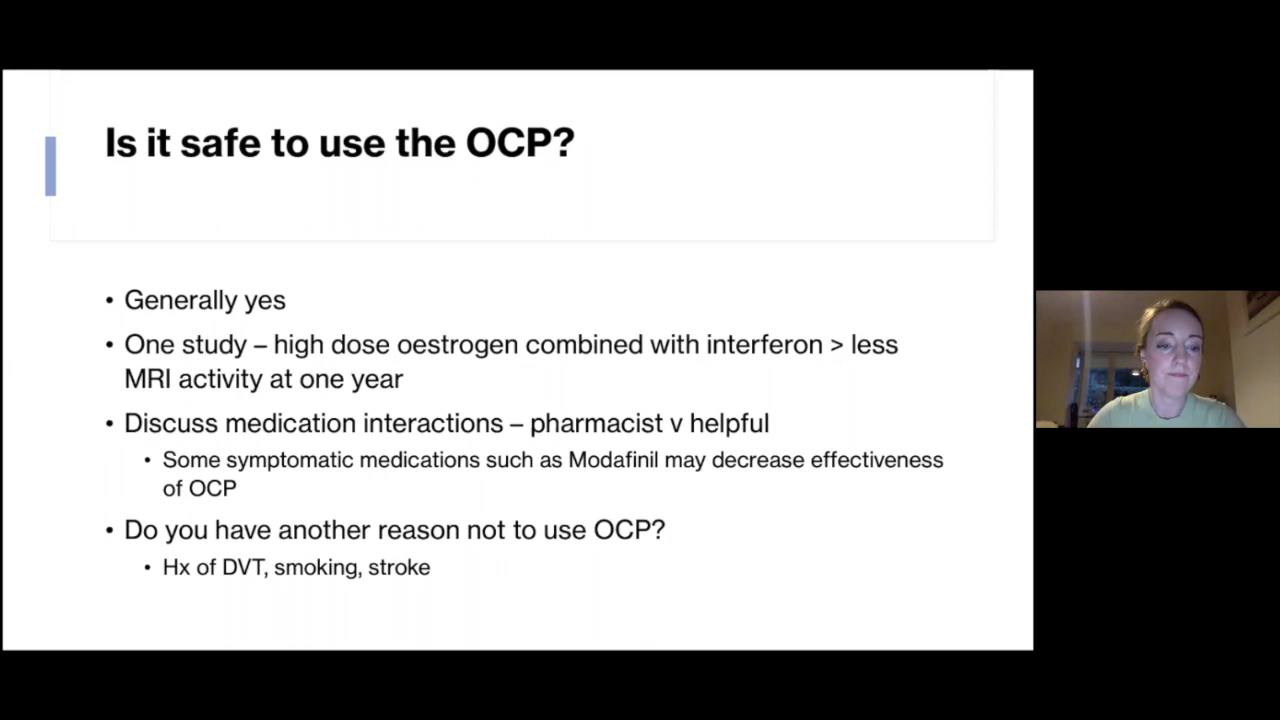 Is it safe to use the OCP?
• Generally yes
• One study – high dose oestrogen combined with interferon > less
MRI activity at one year
• Discuss medication interactions – pharmacist v helpful
• Some symptomatic medications such as Modafinil may decrease effectiveness
of OCP
• Do you have another reason not to use OCP?
• Hx of DVT, smoking, stroke